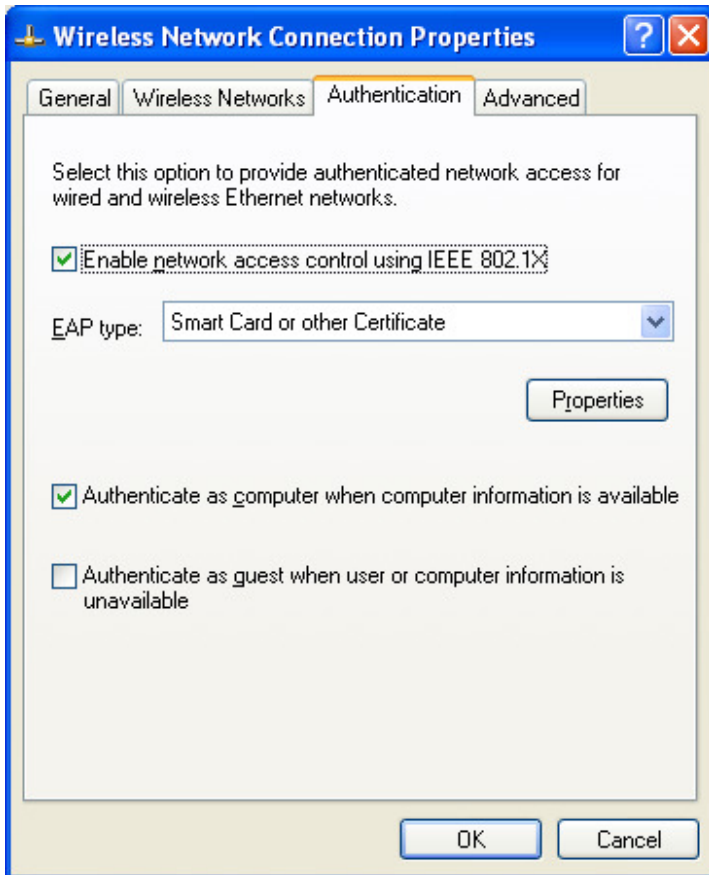 Wireless Network Connection Properties
General Wireless Networks Authentication Advanced
Select this option to provide authenticated network access for
wired and wireless Ethernet networks.
Enable network access control using IEEE 802.1X
EAP type: Smart Card or other Certificate
Properties
Authenticate as computer when computer information is available
Authenticate as guest when user or computer information is
unavailable
OK Cancel